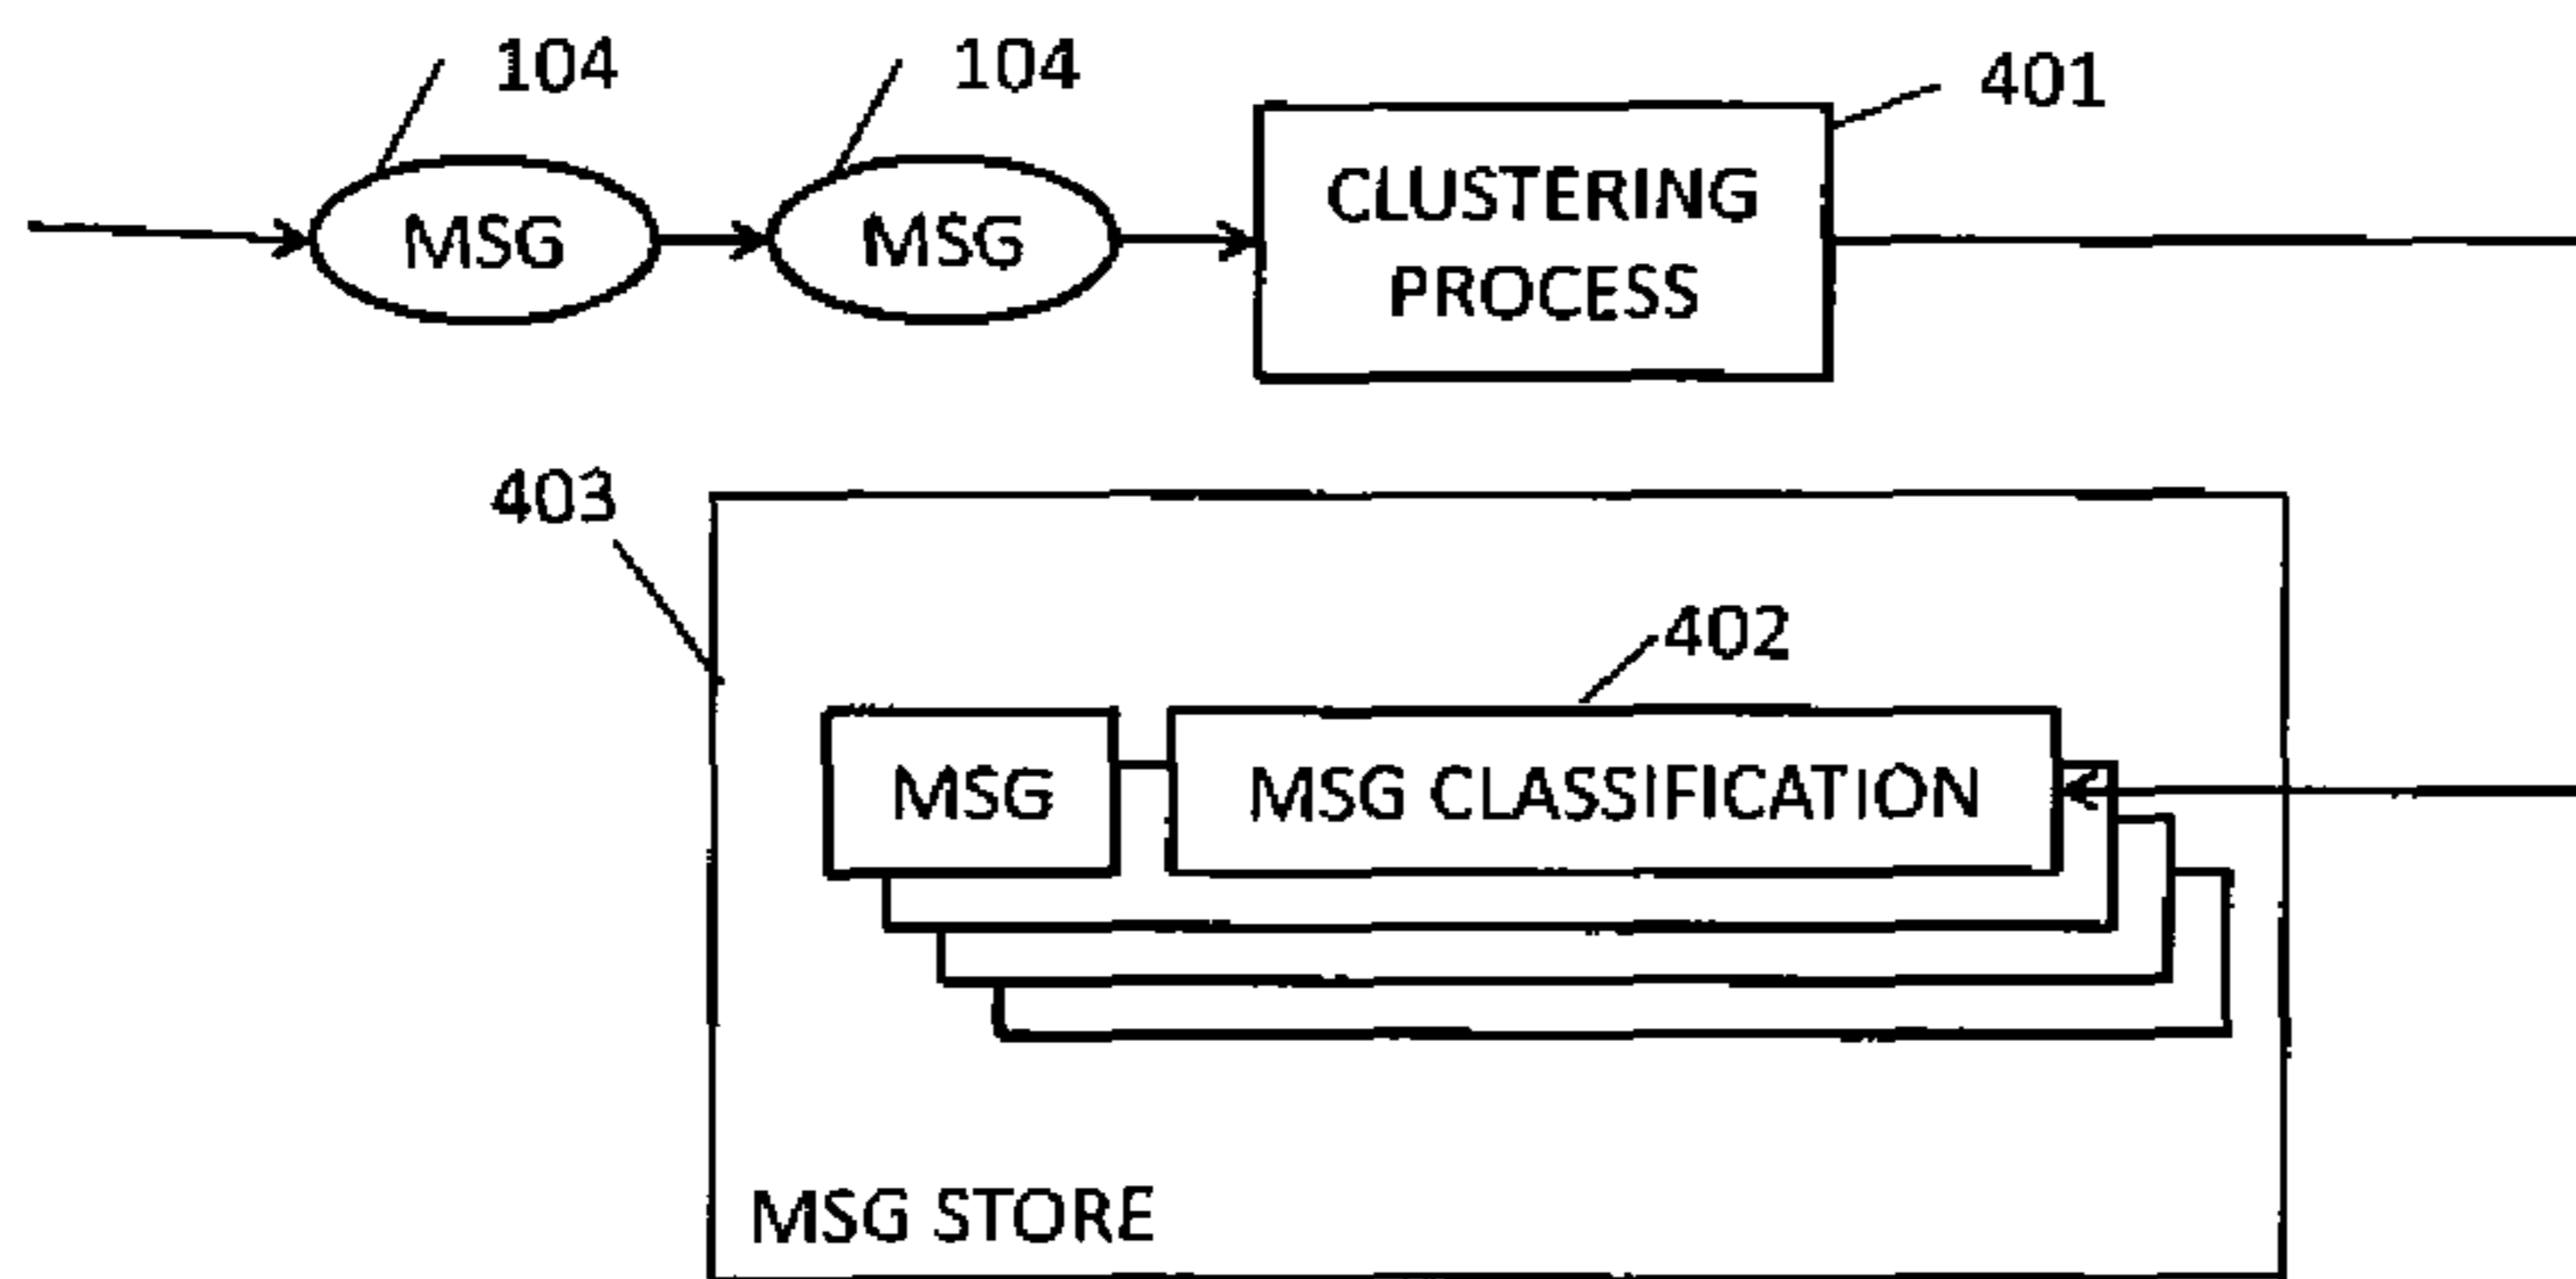 104
104
401
MSG
MSG
CLUSTERING
PROCESS
403
402
MSG
MSG CLASSIFICATION
MSG STORE